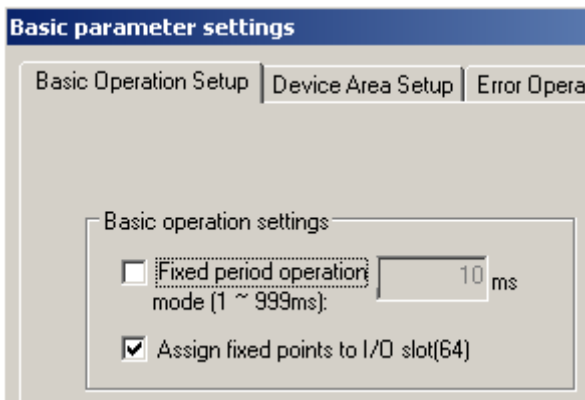 Basic parameter settings
Basic Operation Setup Device Area Setup Error Opera
Basic operation settings
Fixed period operation 10 ms
mode (1 ~ 999ms):
Assign fixed points to I/O slot(64)